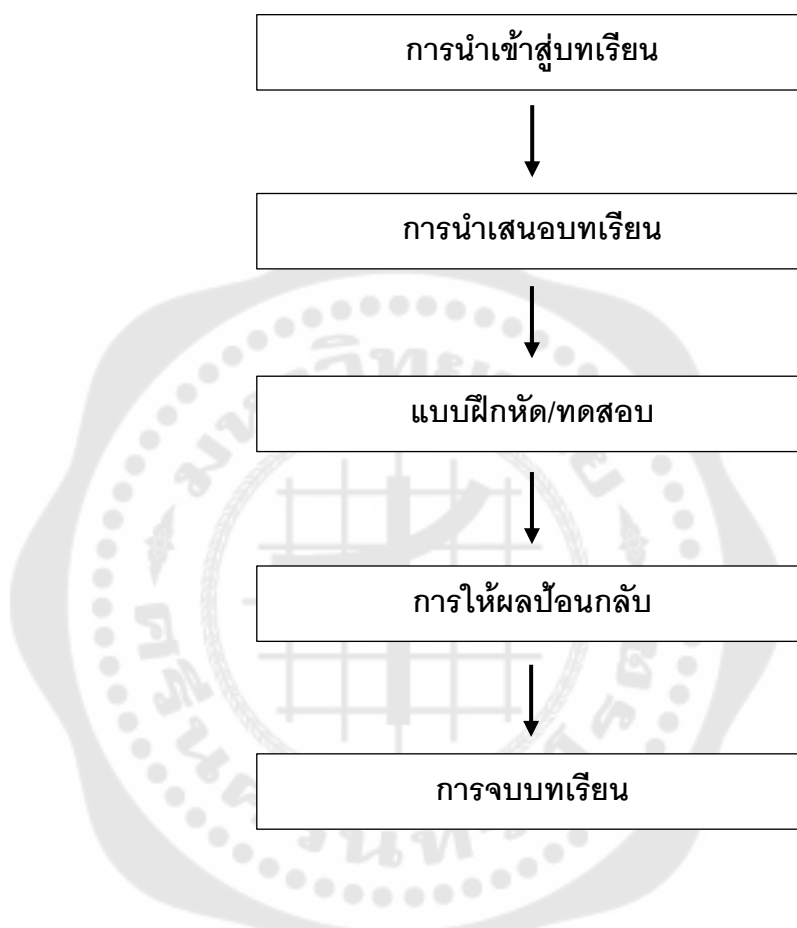 การนำเข้าสู่บทเรียน
การนำเสนอบทเรียน
แบบฝึกหัด/ทดสอบ
การให้ผลป้อนกลับ
การจบบทเรียน